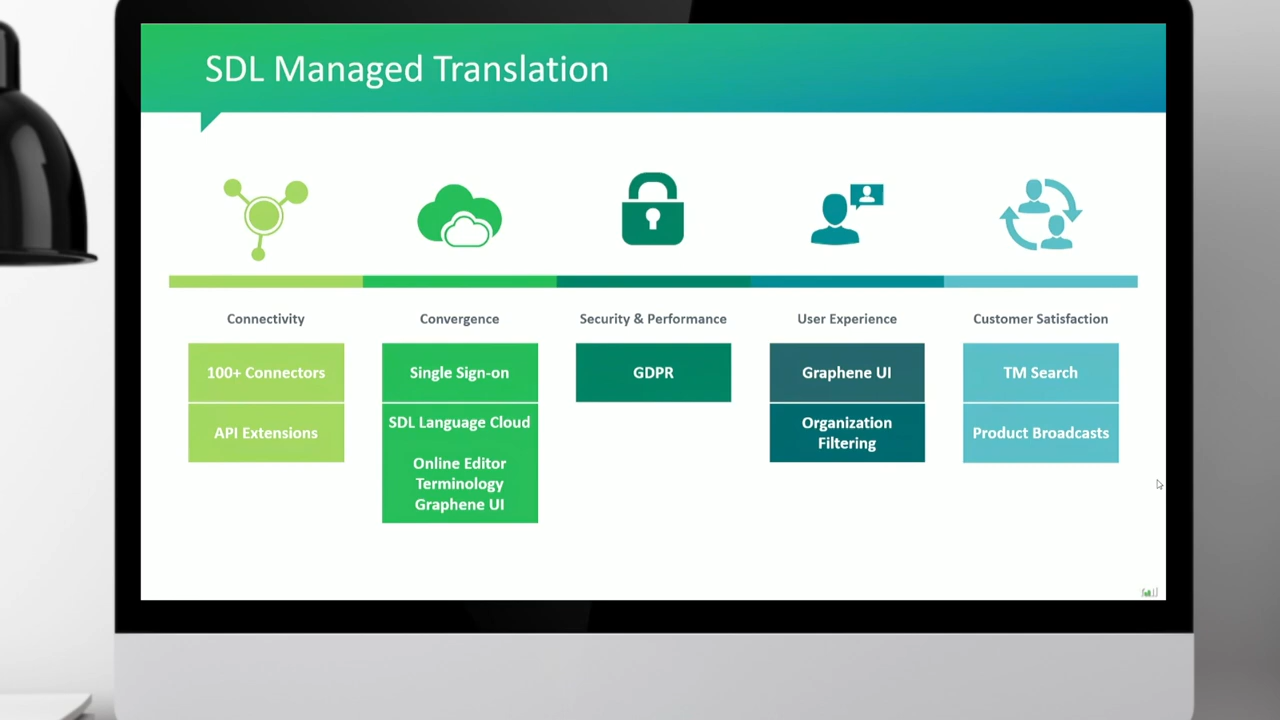 SDL Managed Translation
Connectivity
100+ Connectors
API Extensions
Convergence
Single Sign-on
SDL Language Cloud
Online Editor
Terminology
Graphene UI
Security & Performance
GDPR
User Experience
Graphene UI
Organization
Filtering
Customer Satisfaction
TM Search
Product Broadcasts